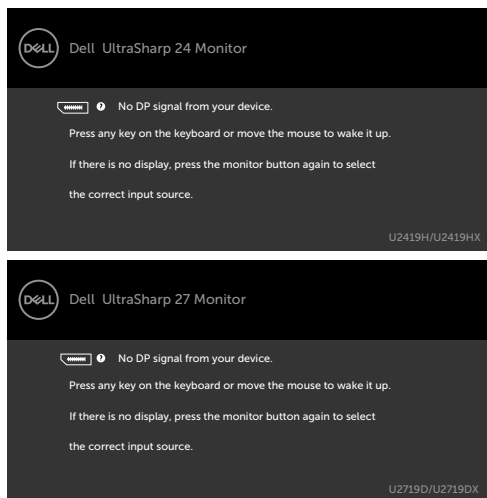 DELL Dell UltraSharp 24 Monitor
? No DP signal from your device.
Press any key on the keyboard or move the mouse to wake it up.
If there is no display, press the monitor button again to select
the correct input source.
U2419H/U2419HX
DELL Dell UltraSharp 27 Monitor
? No DP signal from your device.
Press any key on the keyboard or move the mouse to wake it up.
If there is no display, press the monitor button again to select
the correct input source.
U2719D/U2719DX